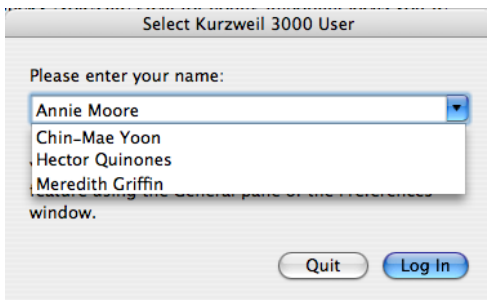 Select Kurzweil 3000 User
Please enter your name:
Annie Moore
Chin-Mae Yoon
Hector Quinones
Meredith Griffin
feature using the General pane of the Preferences
window.
Quit
Log In